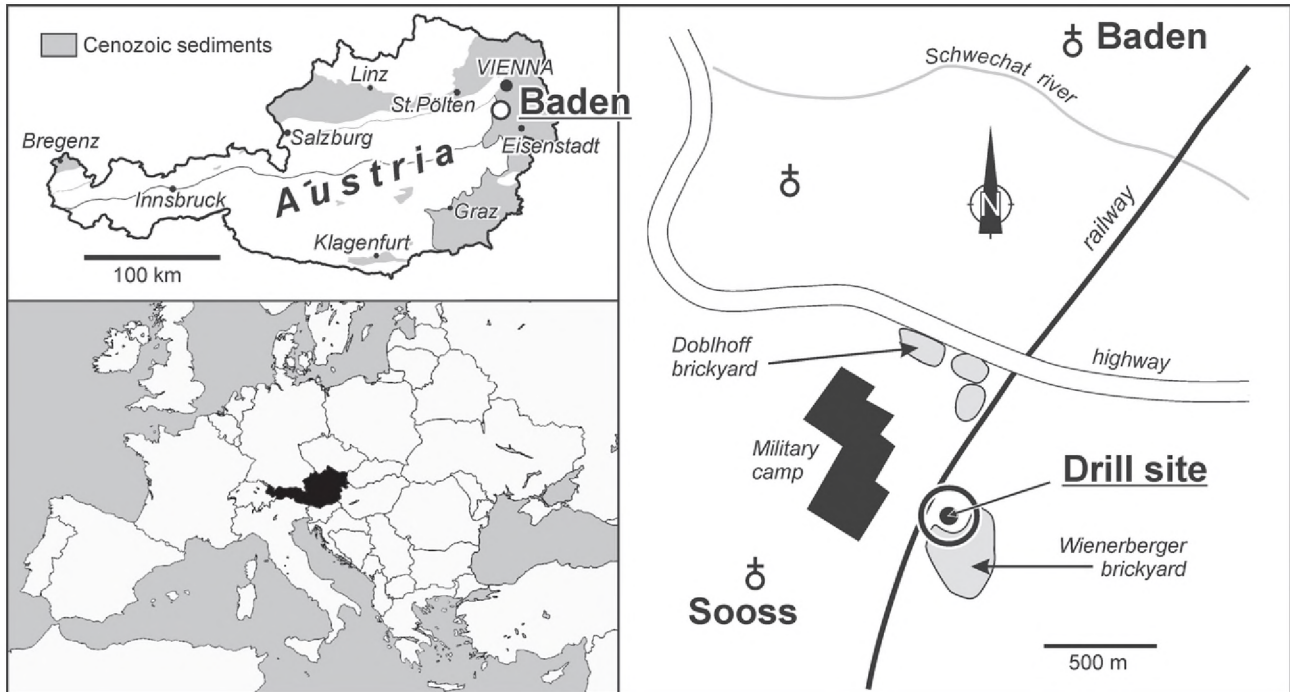 Cenozoic sediments
Linz
VIENNA
St.Pölten
Baden
Salzburg
Bregenz
Eisenstadt
Austria
Innsbruck
Graz
Klagenfurt
100 km
Baden
Schwechat river
N
railway
Doblhoff
brickyard
highway
Military
camp
Drill site
Wienerberger
brickyard
Sooss
500 m